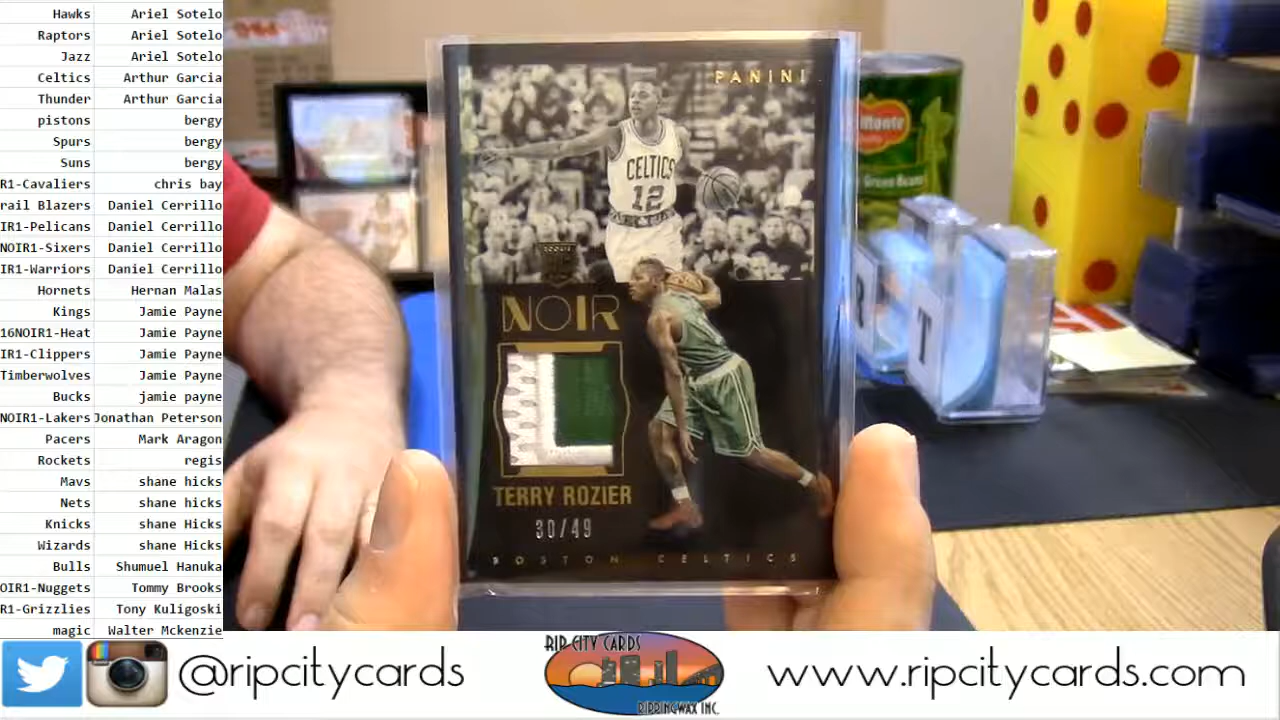 Hawks Ariel Sotelo
Raptors Ariel Sotelo
Jazz Ariel Sotelo
Celtics Arthur Garcia
Thunder Arthur Garcia
pistons bergy
Spurs bergy
Suns bergy
R1-Cavaliers chris bay
rail Blazers Daniel Cerrillo
IR1-Pelicans Daniel Cerrillo
NOIR1-Sixers Daniel Cerrillo
IR1-Warriors Daniel Cerrillo
Hornets Hernan Malas
Kings Jamie Payne
16NOIR1-Heat Jamie Payne
IR1-Clippers Jamie Payne
Timberwolves Jamie Payne
Bucks jamie payne
NOIR1-Lakers Jonathan Peterson
Pacers Mark Aragon
Rockets regis
Mavs shane hicks
Nets shane hicks
Knicks shane Hicks
Wizards shane Hicks
Bulls Shumuel Hanuka
OIR1-Nuggets Tommy Brooks
R1-Grizzlies Tony Kuligoski
magic Walter Mckenzie
PANINI
CELTICS
12
NOIR
TERRY ROZIER
30/49
BOSTON CELTICS
Green Beans
R
T
@ripcitycards
RIP CITY CARDS
RIPPINGWAX INC.
www.ripcitycards.com